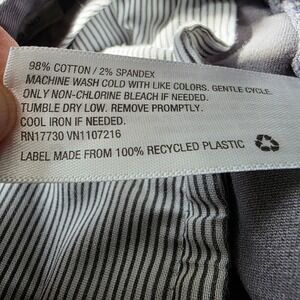 98% COTTON / 2% SPANDEX
MACHINE WASH COLD WITH LIKE COLORS. GENTLE CYCLE.
ONLY NON-CHLORINE BLEACH IF NEEDED.
TUMBLE DRY LOW. REMOVE PROMPTLY.
COOL IRON IF NEEDED.
RN17730 VN1107216
LABEL MADE FROM 100% RECYCLED PLASTIC